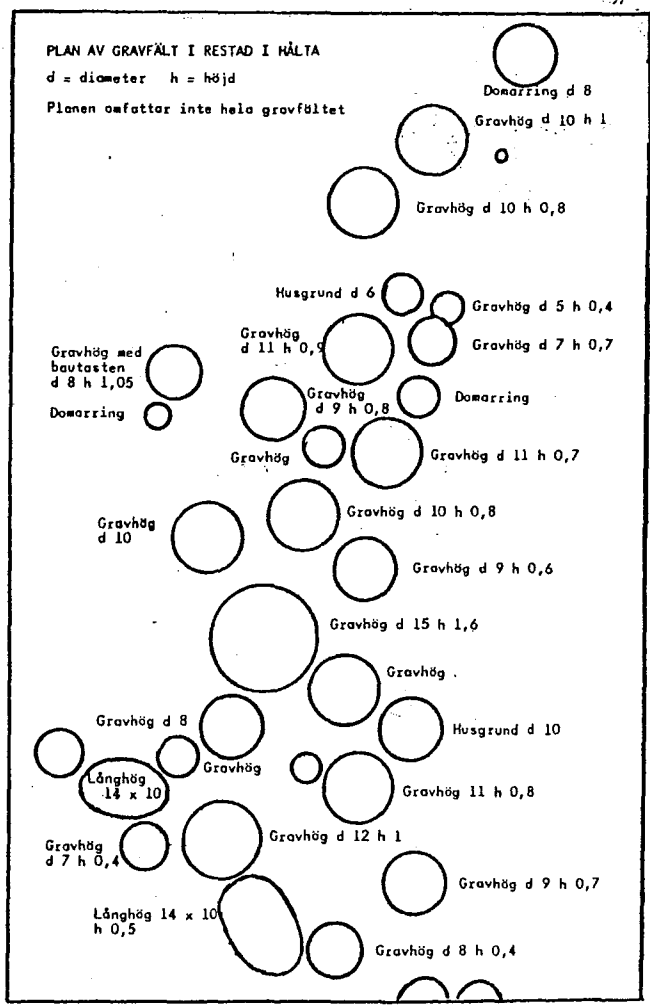 PLAN AV GRAVFÄLT I RESTAD I HÅLTA
d = diameter h = höjd
Planen omfattar inte hela gravfältet
Domarring d 8
Gravhög d 10 h 1
Gravhög d 10 h 0,8
Husgrund d 6
Gravhög d 5 h 0,4
Gravhög
d 11 h 0,9
Gravhög d 7 h 0,7
Gravhög med
bautasten
d 8 h 1,05
Gravhög
d 9 h 0,8
Domarring
Domarring
Gravhög
Gravhög d 11 h 0,7
Gravhög d 10 h 0,8
Gravhög
d 10
Gravhög d 9 h 0,6
Gravhög d 15 h 1,6
Gravhög .
Gravhög d 8
Husgrund d 10
Gravhög
Långhög
14 x 10
Gravhög 11 h 0,8
Gravhög d 12 h 1
Gravhög
d 7 h 0,4
Gravhög d 9 h 0,7
Långhög 14 x 10
h 0,5
Gravhög d 8 h 0,4